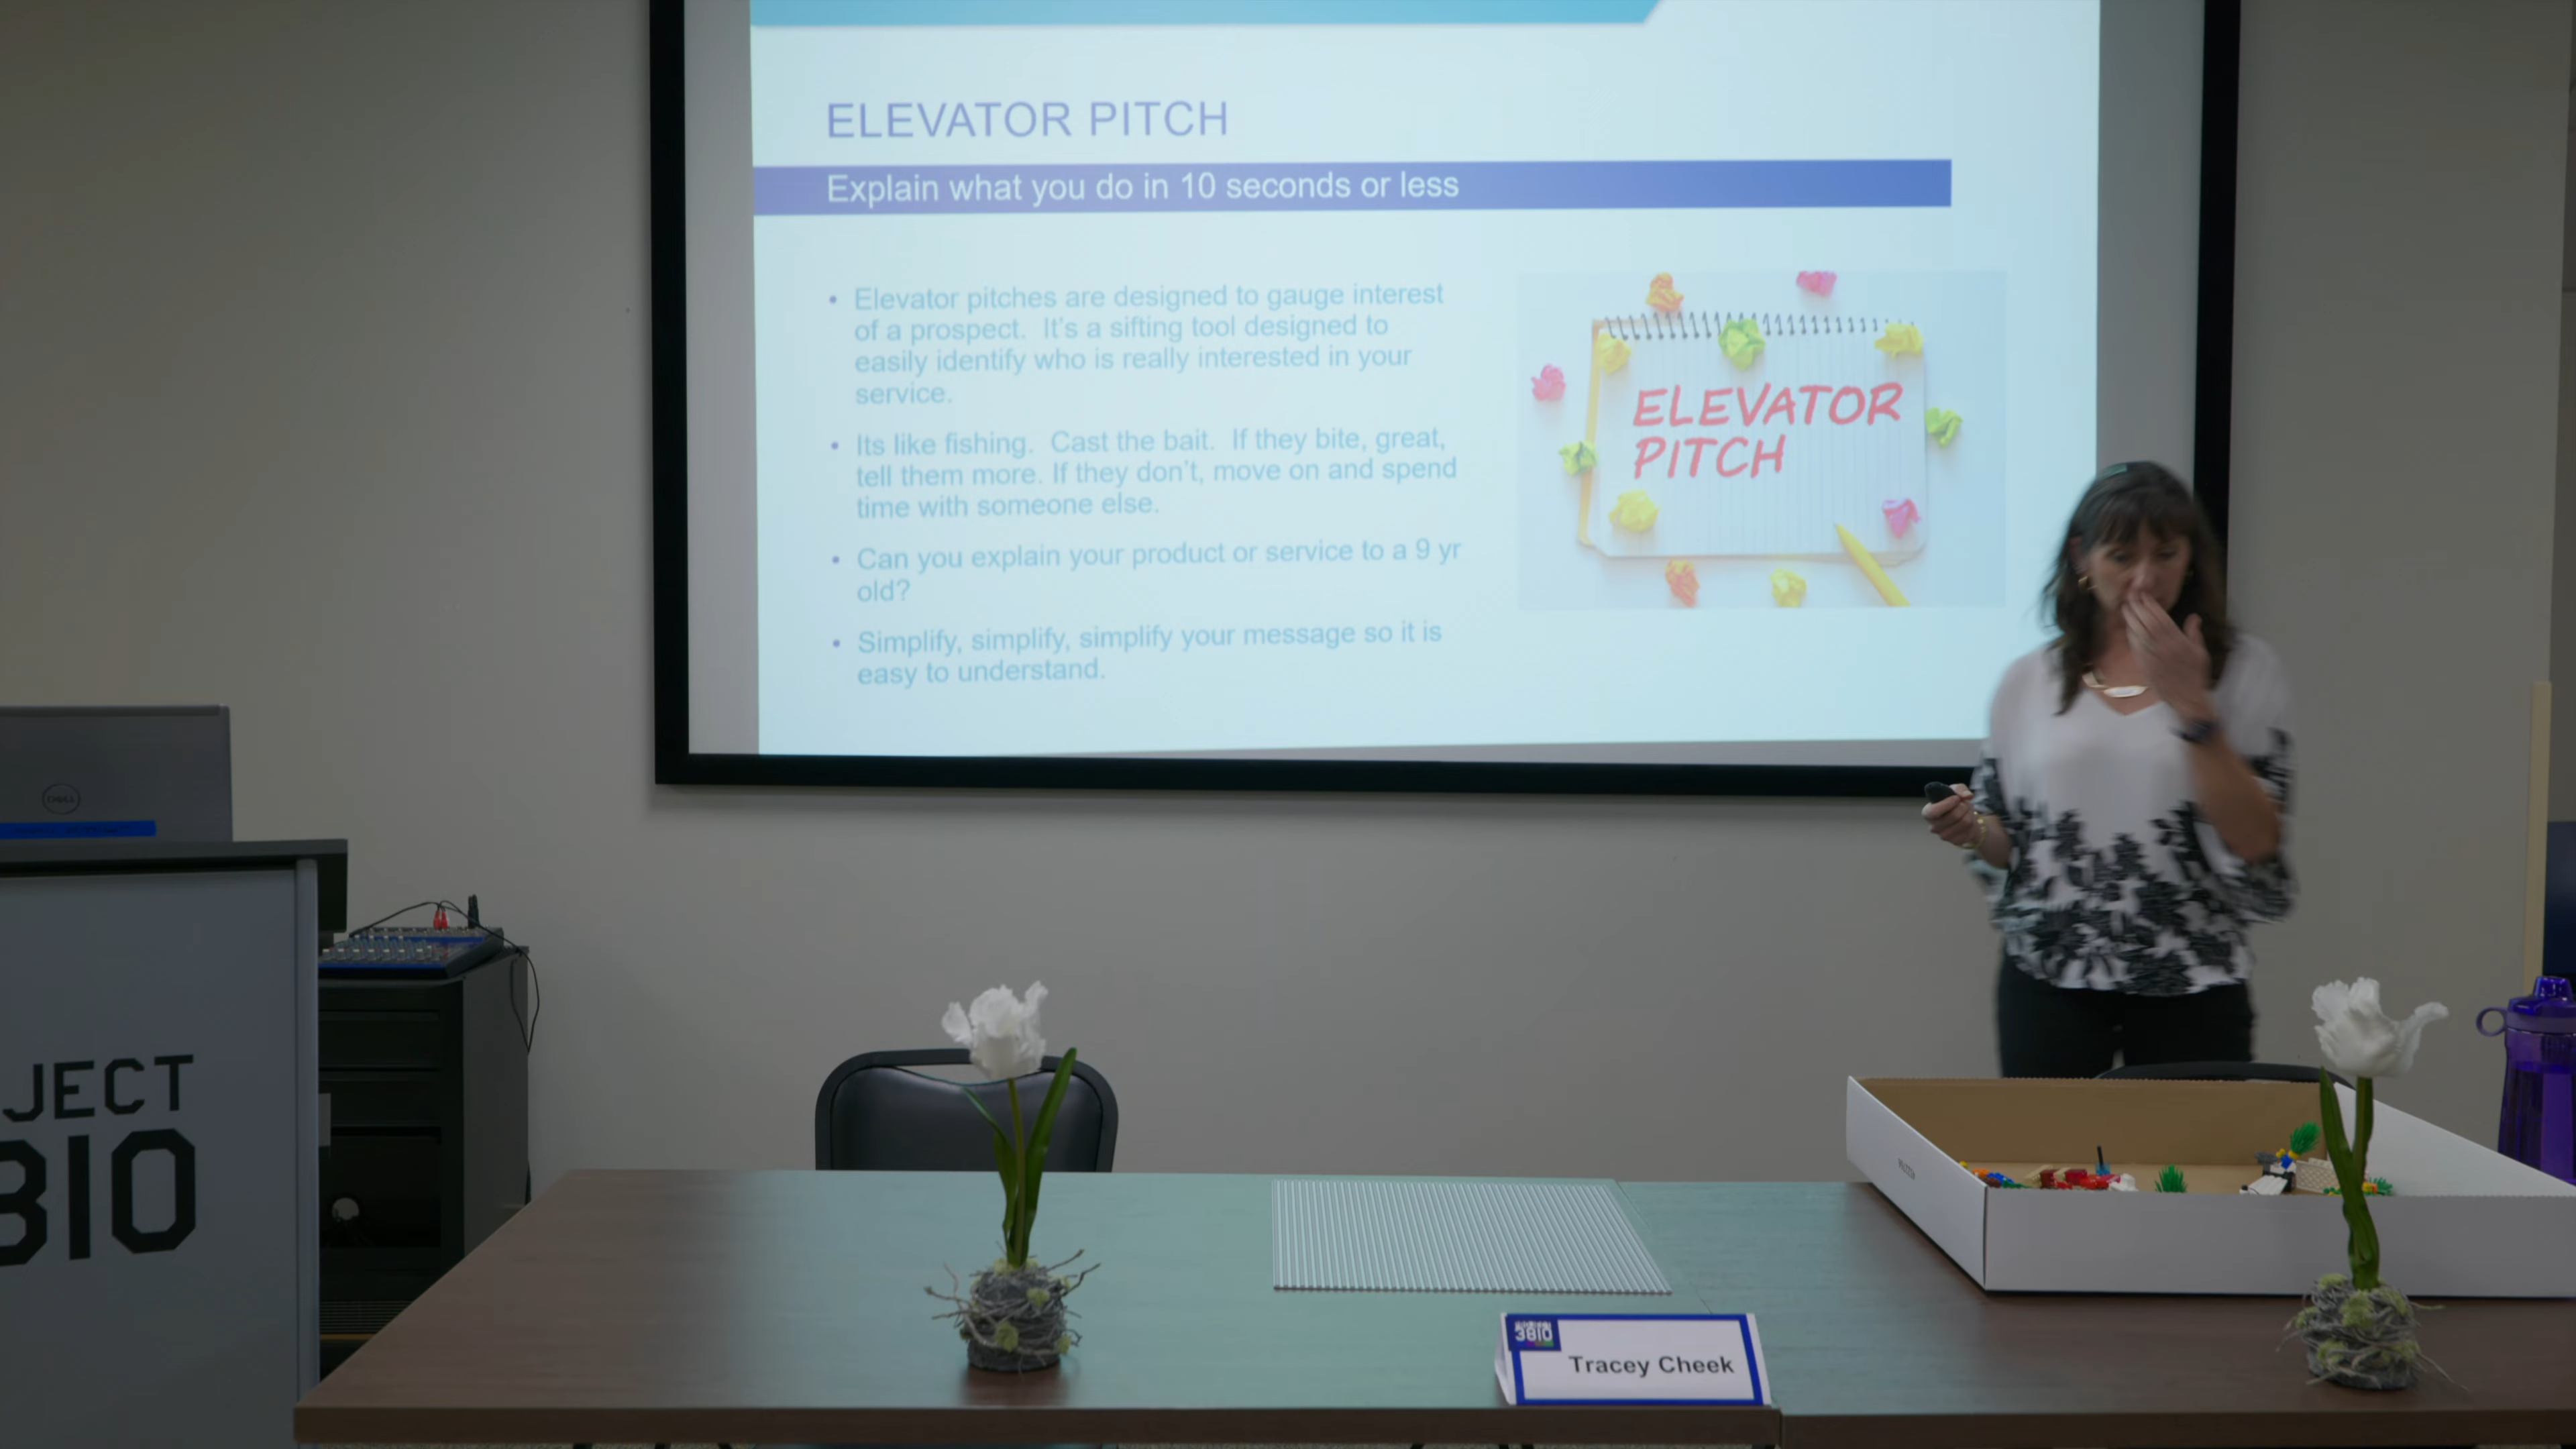 ELEVATOR PITCH
Explain what you do in 10 seconds or less
• Elevator pitches are designed to gauge interest
of a prospect.  It's a sifting tool designed to
easily identify who is really interested in your
service.
• Its like fishing.  Cast the bait.  If they bite, great,
tell them more. If they don't, move on and spend
time with someone else.
• Can you explain your product or service to a 9 yr
old?
• Simplify, simplify, simplify your message so it is
easy to understand.
ELEVATOR
PITCH
DELL
JECT
3810
3810
Tracey Cheek